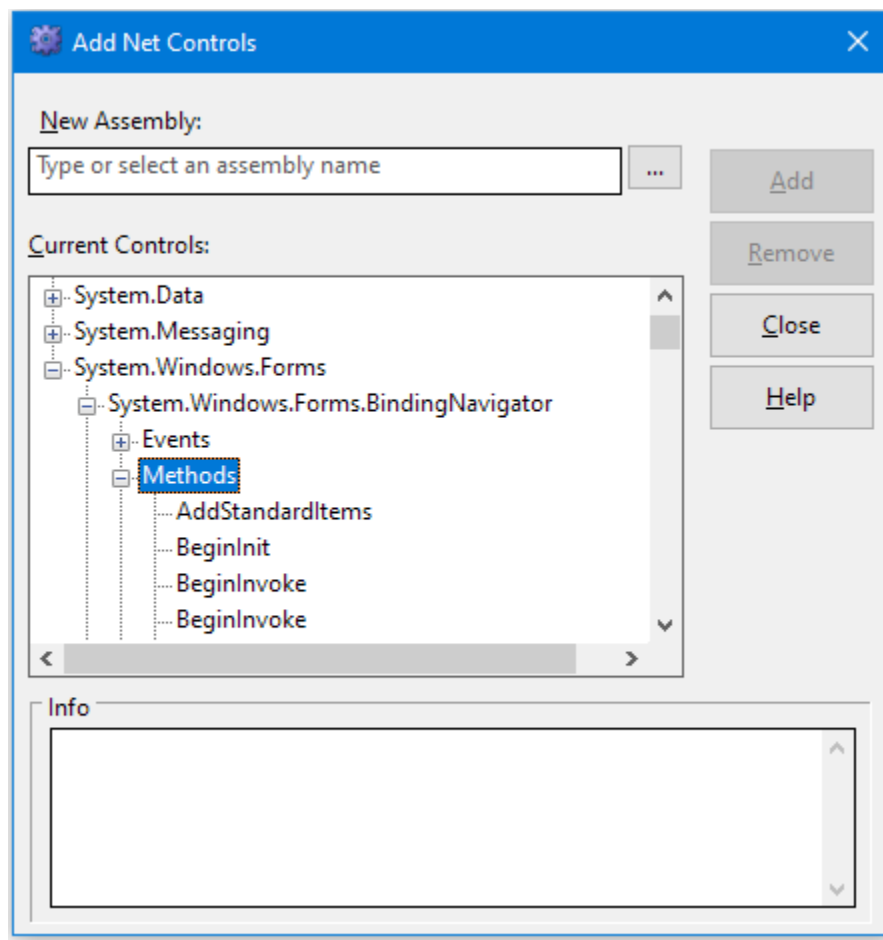 Add Net Controls
New Assembly:
Type or select an assembly name
...
Add
Current Controls:
Remove
System.Data
System.Messaging
Close
System.Windows.Forms
System.Windows.Forms.BindingNavigator
Help
Events
Methods
AddStandardItems
BeginInit
BeginInvoke
BeginInvoke
Info